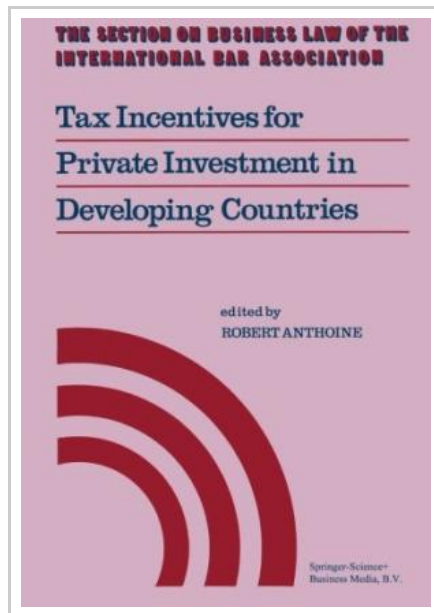 THE SECTION ON BUSINESS LAW OF THE
INTERNATIONAL BAR ASSOCIATION
Tax Incentives for
Private Investment in
Developing Countries
edited by
ROBERT ANTHOINE
Springer-Science+
Business Media, B.V.